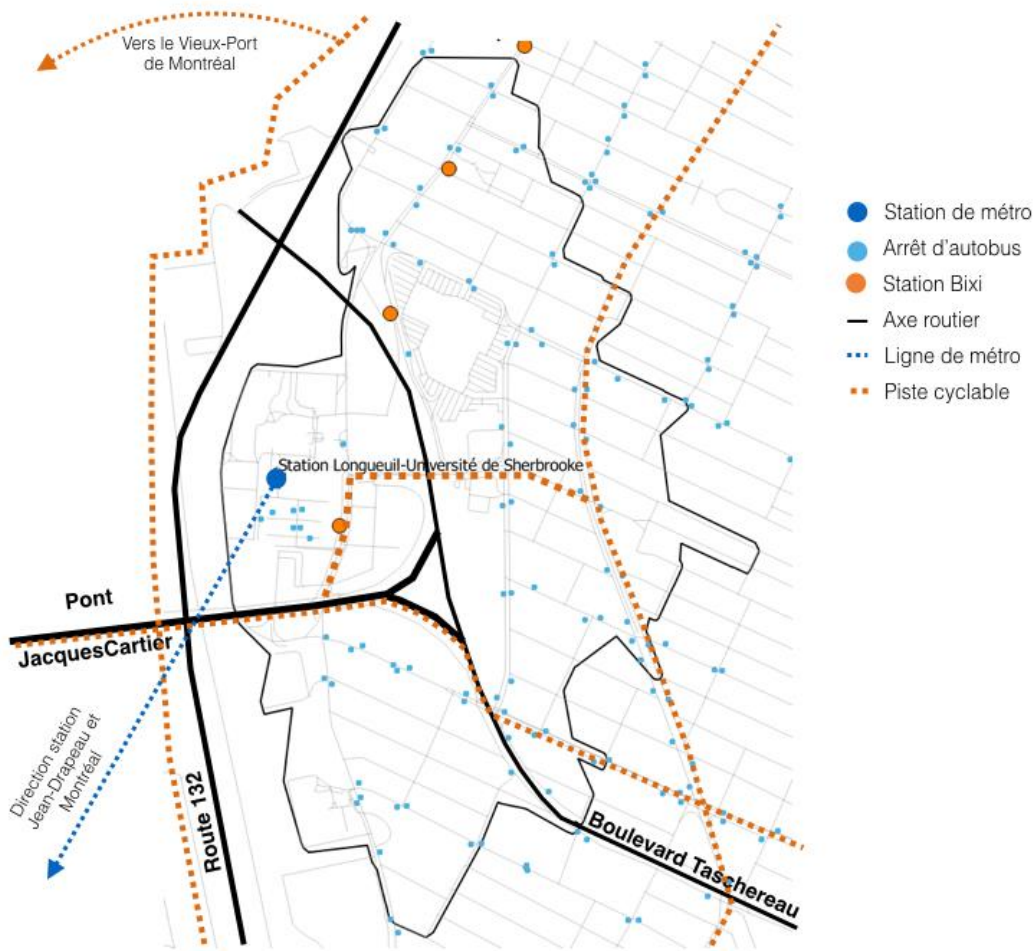 Vers le Vieux-Port
de Montréal
Station de métro
Arrêt d'autobus
Station Bixi
Axe routier
Ligne de métro
Piste cyclable
Station Longueuil-Université de Sherbrooke
Pont
JacquesCartier
Direction station
Jean-Drapeau et
Montréal
Route 132
Boulevard Taschereau